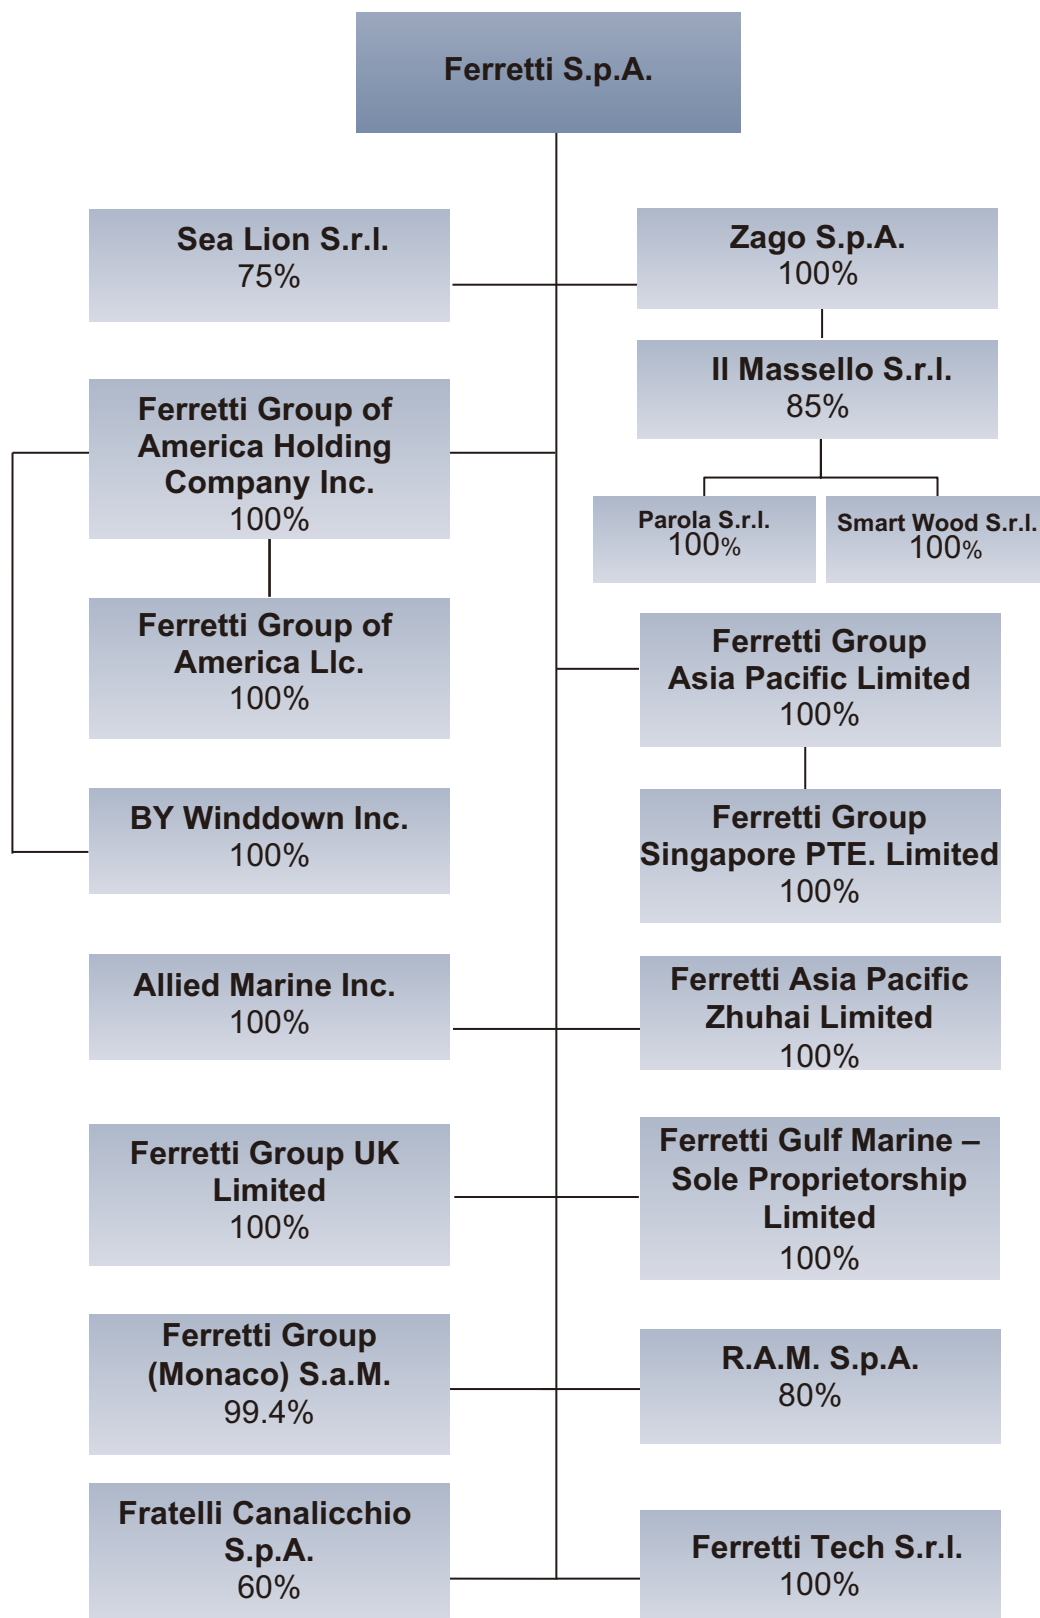 Ferretti S.p.A.
Sea Lion S.r.l.
75%
Zago S.p.A.
100%
Il Massello S.r.l.
85%
Parola S.r.l.
100%
Smart Wood S.r.l.
100%
Ferretti Group of
America Holding
Company Inc.
100%
Ferretti Group of
America Llc.
100%
BY Winddown Inc.
100%
Ferretti Group
Asia Pacific Limited
100%
Ferretti Group
Singapore PTE. Limited
100%
Allied Marine Inc.
100%
Ferretti Asia Pacific
Zhuhai Limited
100%
Ferretti Group UK
Limited
100%
Ferretti Gulf Marine –
Sole Proprietorship
Limited
100%
Ferretti Group
(Monaco) S.a.M.
99.4%
R.A.M. S.p.A.
80%
Fratelli Canalicchio
S.p.A.
60%
Ferretti Tech S.r.l.
100%